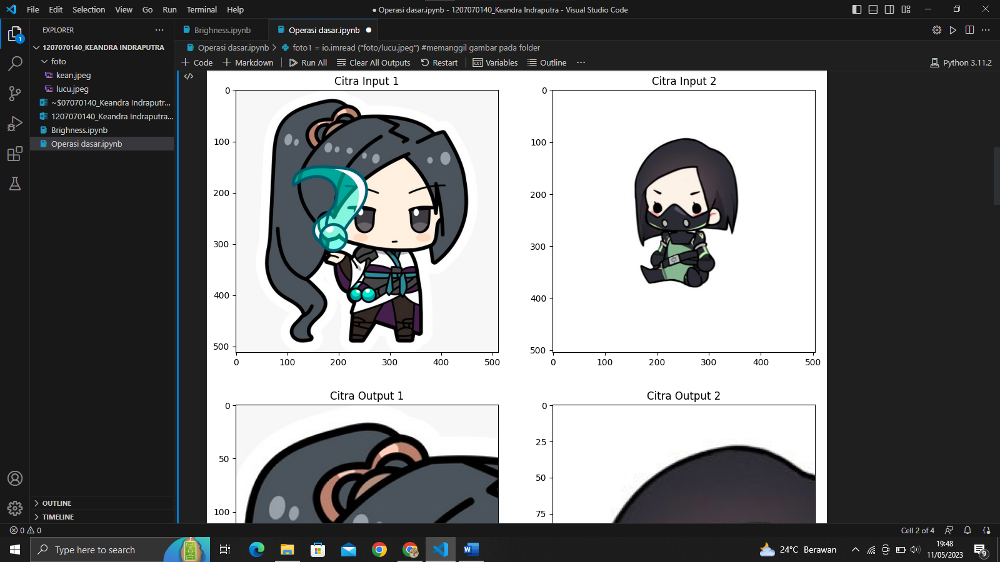 File Edit Selection View Go Run Terminal Help
● Operasi dasar.ipynb - 1207070140_Keandra Indraputra - Visual Studio Code
EXPLORER
1
Brighness.ipynb
Operasi dasar.ipynb
1207070140_KEANDRA INDRAPUTRA
Operasi dasar.ipynb > foto1 = io.imread ("foto/lucu.jpeg") #memanggil gambar pada folder
foto
Code Markdown Run All Clear All Outputs Restart Variables Outline
Python 3.11.2
kean.jpeg
lucu.jpeg
~$07070140_Keandra Indraputr...
1207070140_Keandra Indraputra...
Brighness.ipynb
Operasi dasar.ipynb
Citra Input 1
0
100
200
300
400
500
0 100 200 300 400 500
Citra Input 2
0
100
200
300
400
500
0 100 200 300 400 500
Citra Output 1
0
50
100
Citra Output 2
0
25
50
75
OUTLINE
TIMELINE
0 0
Cell 2 of 4
Type here to search
24°C Berawan
19:48
11/05/2023
9